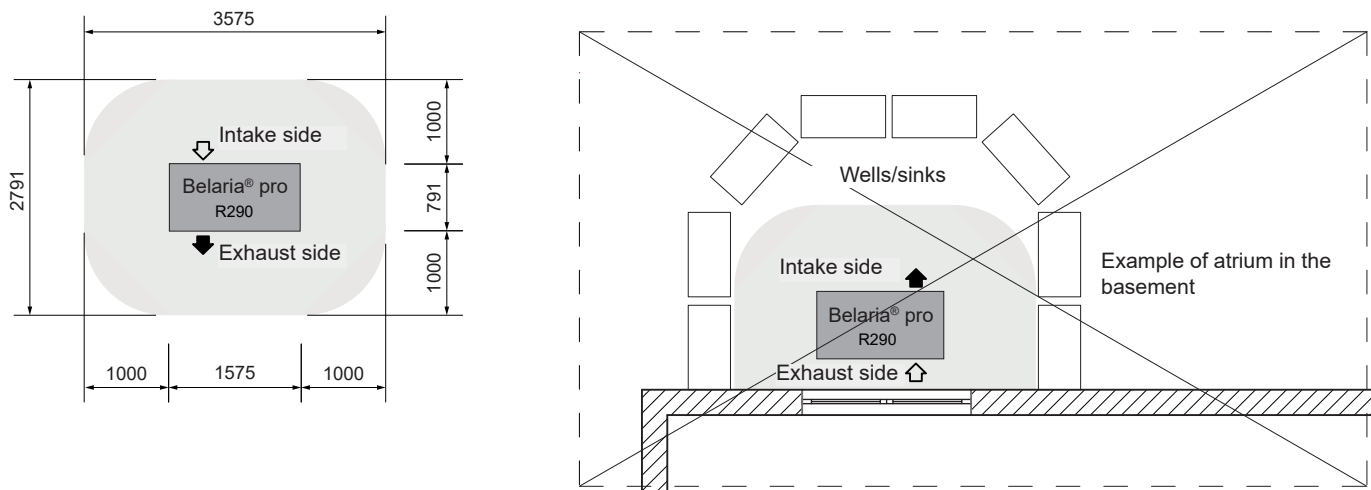 3575
Intake side
Belaria® pro
R290
Exhaust side
2791
1000
791
1000
1000
1575
1000
Wells/sinks
Intake side
Belaria® pro
R290
Exhaust side
Example of atrium in the
basement